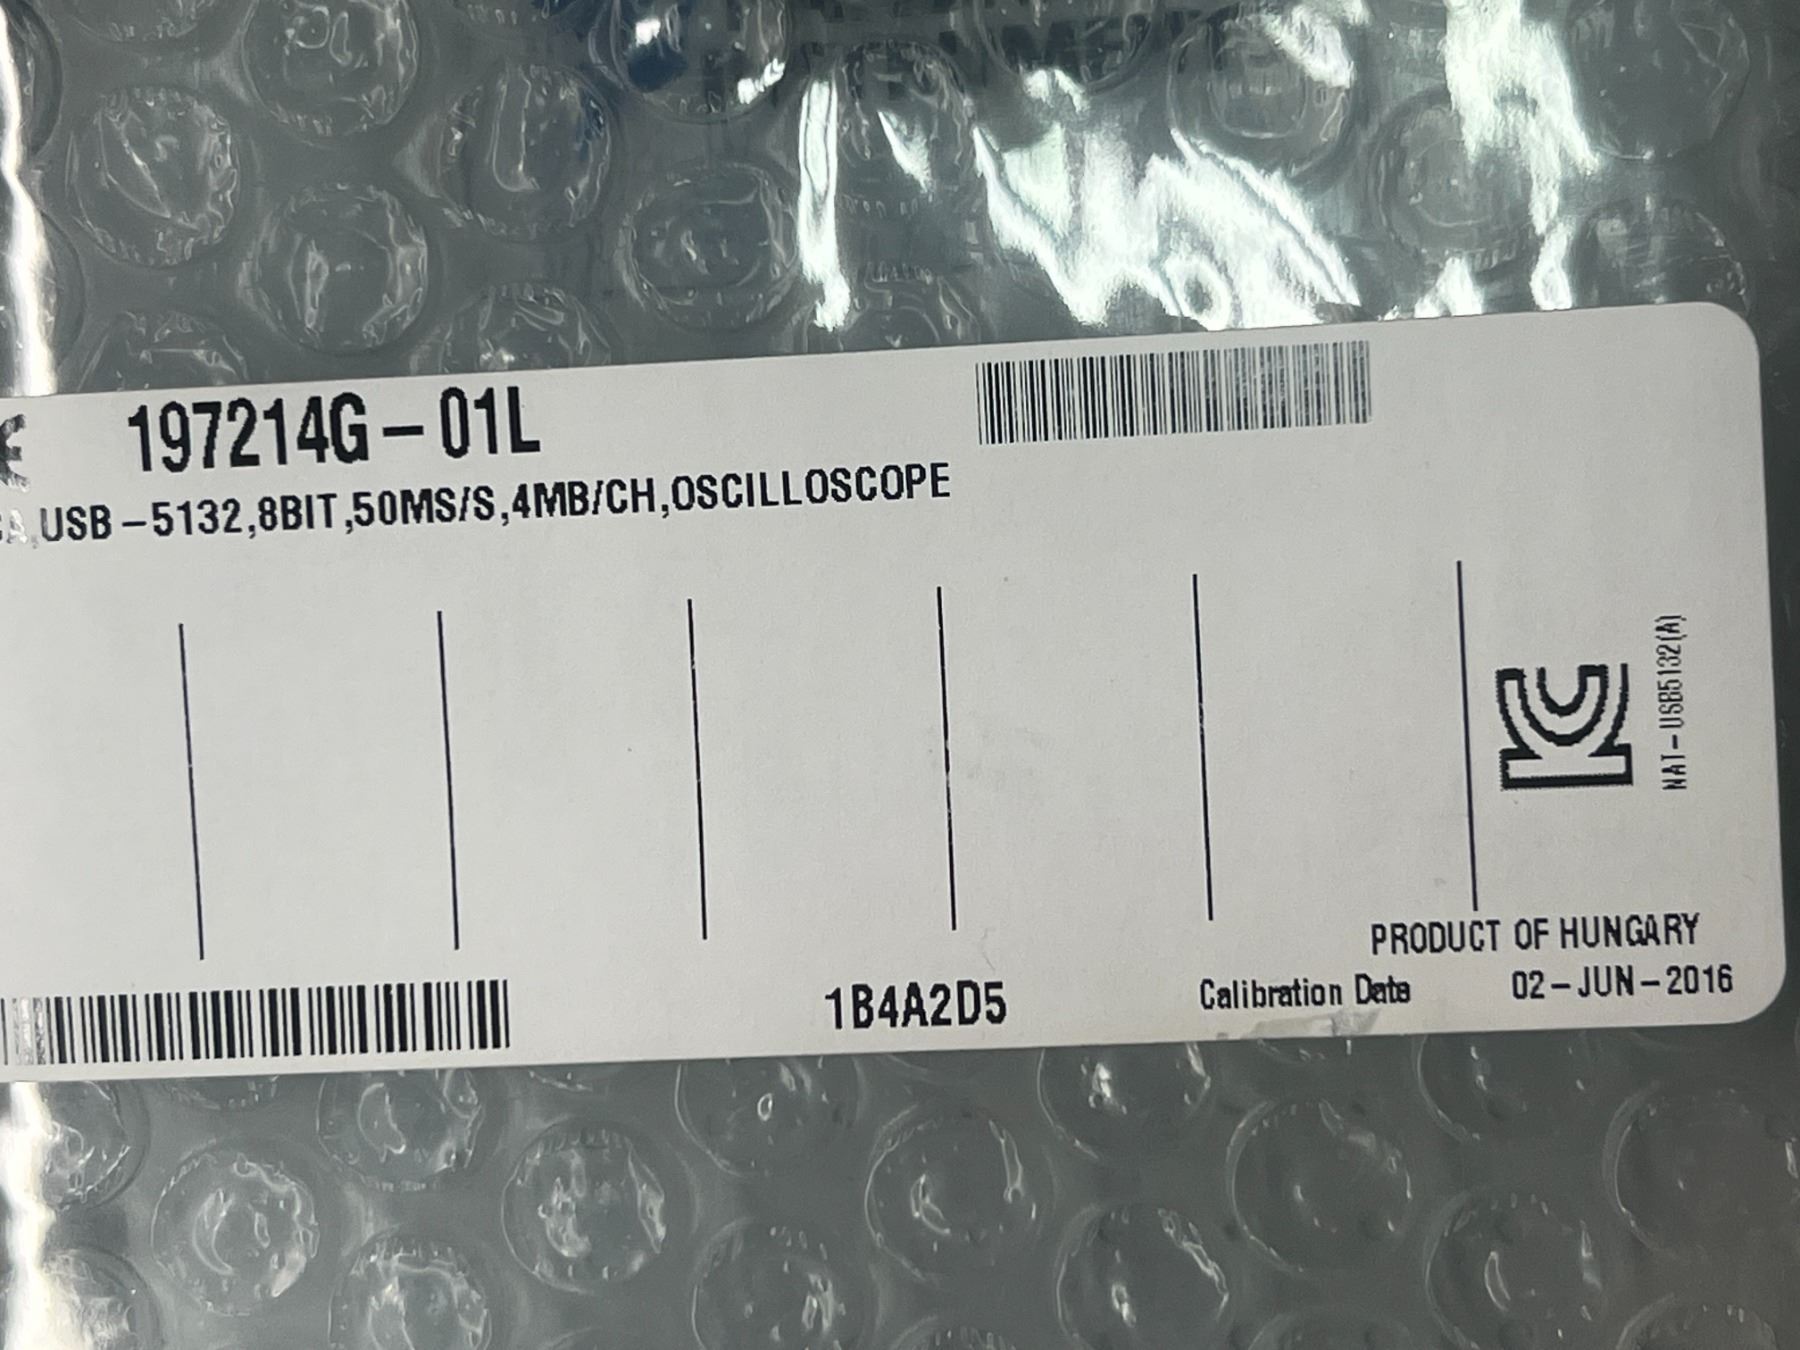 197214G-01L
USB-5132,8BIT,50MS/S,4MB/CH,OSCILLOSCOPE
NAT-USB5132(A)
PRODUCT OF HUNGARY
1B4A2D5
Calibration Date 02-JUN-2016